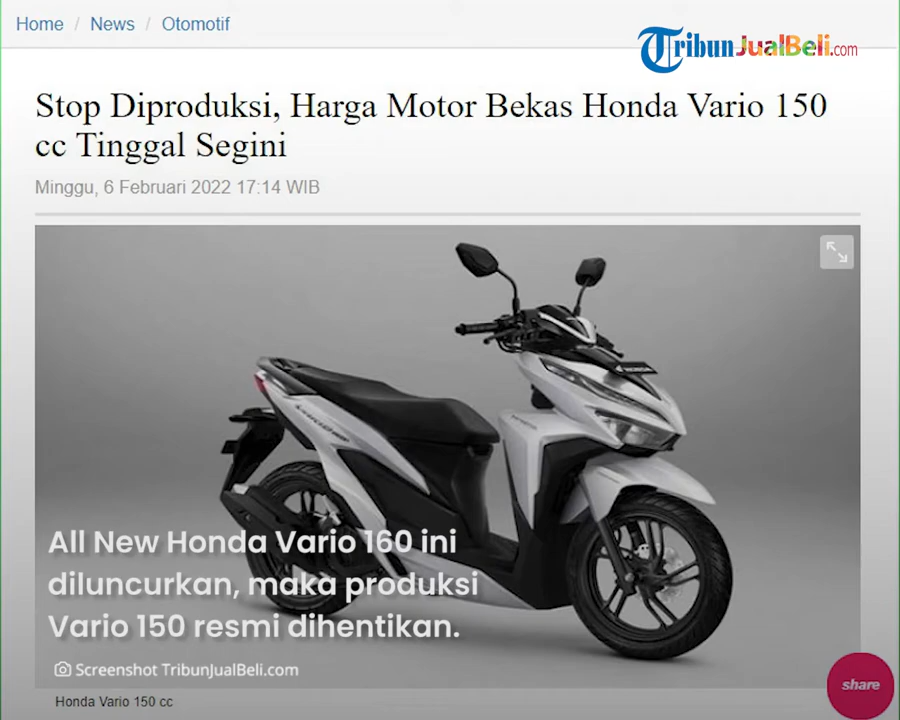 Home / News / Otomotif
TribunJualBeli.com
Stop Diproduksi, Harga Motor Bekas Honda Vario 150
cc Tinggal Segini
Minggu, 6 Februari 2022 17:14 WIB
HONDA
All New Honda Vario 160 ini
diluncurkan, maka produksi
Vario 150 resmi dihentikan.
Screenshot TribunJualBeli.com
share
Honda Vario 150 cc